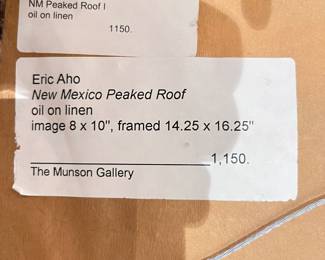 NM Peaked Roof I
oil on linen
1150.
Eric Aho
New Mexico Peaked Roof
oil on linen
image 8 x 10", framed 14.25 x 16.25"
1,150.
The Munson Gallery